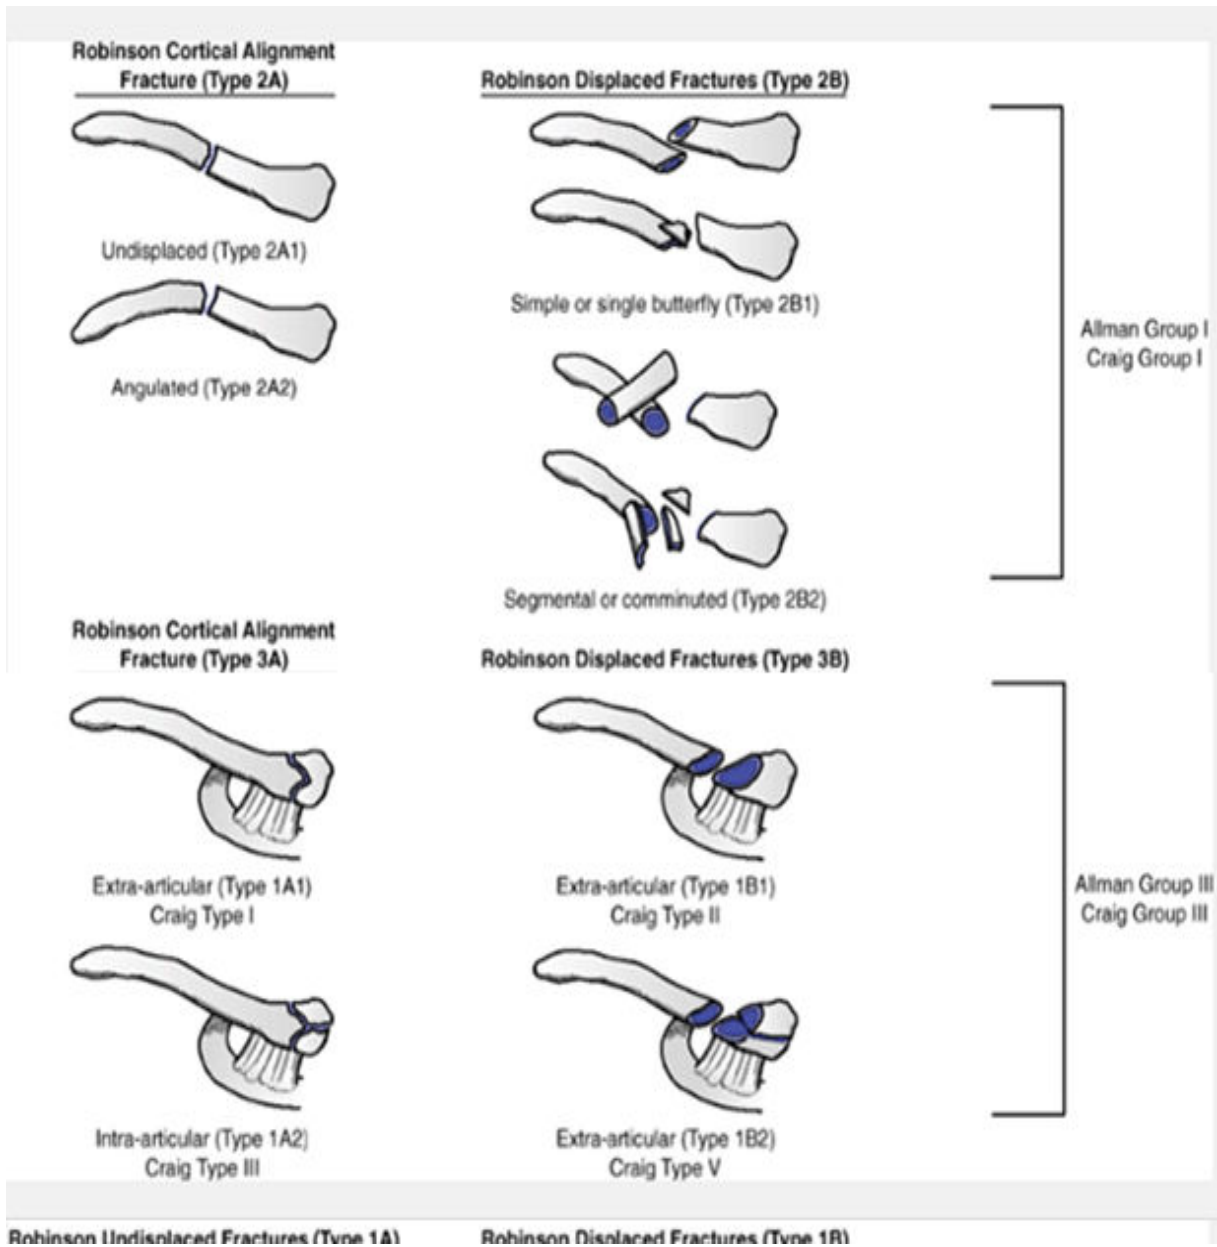 Robinson Cortical Alignment
Fracture (Type 2A)
Robinson Displaced Fractures (Type 2B)
Undisplaced (Type 2A1)
Simple or single butterfly (Type 2B1)
Allman Group I
Craig Group I
Angulated (Type 2A2)
Segmental or comminuted (Type 2B2)
Robinson Cortical Alignment
Fracture (Type 3A)
Robinson Displaced Fractures (Type 3B)
Extra-articular (Type 1A1)
Craig Type I
Extra-articular (Type 1B1)
Craig Type II
Allman Group III
Craig Group III
Intra-articular (Type 1A2)
Craig Type III
Extra-articular (Type 1B2)
Craig Type V
Robinson Undisplaced Fractures (Type 1A)
Robinson Displaced Fractures (Type 1B)